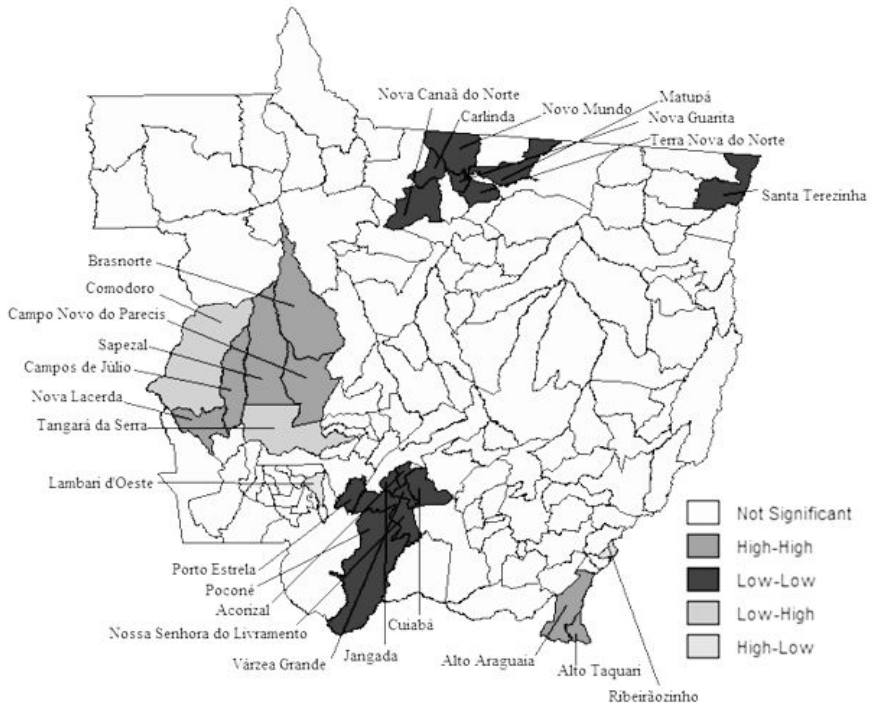 Nova Canaã do Norte
Carlinda
Novo Mundo
Matupá
Nova Guarita
Terra Nova do Norte
Santa Terezinha
Brasnorte
Comodoro
Campo Novo do Parecis
Sapezal
Campos de Júlio
Nova Lacerda
Tangará da Serra
Lambari d'Oeste
Porto Estrela
Poconé
Acorizal
Nossa Senhora do Livramento
Várzea Grande
Jangada
Cuiabá
Alto Araguaia
Alto Taquari
Ribeirãozinho
Not Significant
High-High
Low-Low
Low-High
High-Low